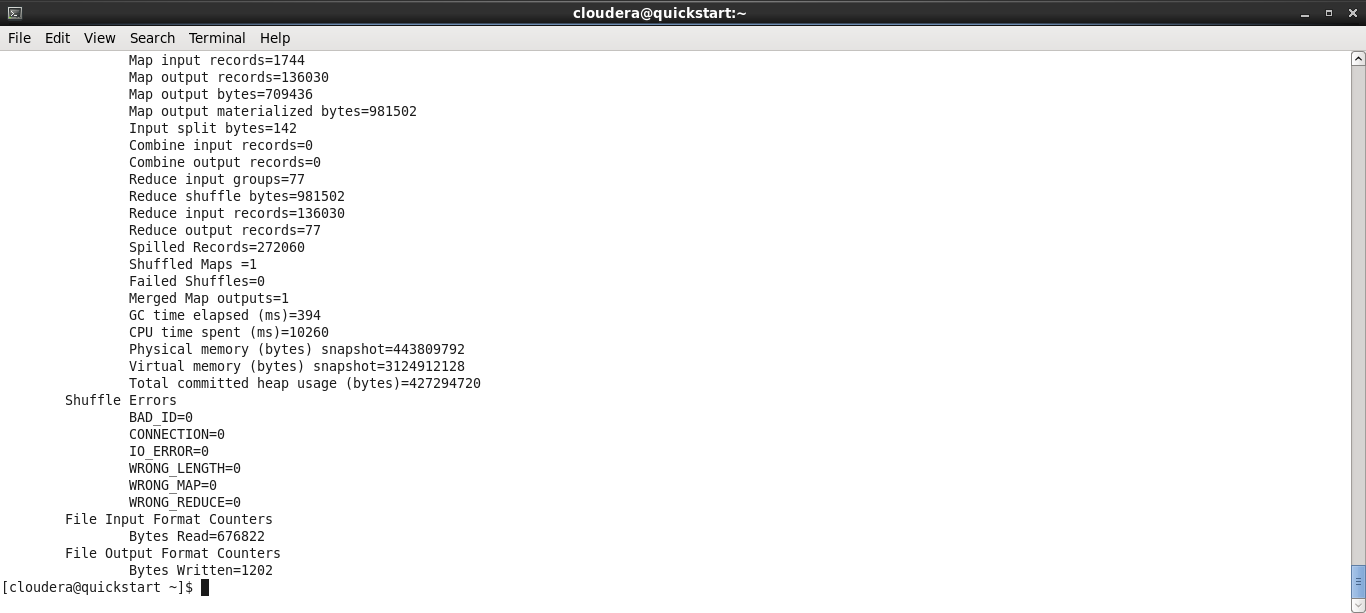 cloudera@quickstart:~
File Edit View Search Terminal Help
Map input records=1744
Map output records=136030
Map output bytes=709436
Map output materialized bytes=981502
Input split bytes=142
Combine input records=0
Combine output records=0
Reduce input groups=77
Reduce shuffle bytes=981502
Reduce input records=136030
Reduce output records=77
Spilled Records=272060
Shuffled Maps =1
Failed Shuffles=0
Merged Map outputs=1
GC time elapsed (ms)=394
CPU time spent (ms)=10260
Physical memory (bytes) snapshot=443809792
Virtual memory (bytes) snapshot=3124912128
Total committed heap usage (bytes)=427294720
Shuffle Errors
BAD_ID=0
CONNECTION=0
IO_ERROR=0
WRONG_LENGTH=0
WRONG_MAP=0
WRONG_REDUCE=0
File Input Format Counters
Bytes Read=676822
File Output Format Counters
Bytes Written=1202
[cloudera@quickstart ~]$